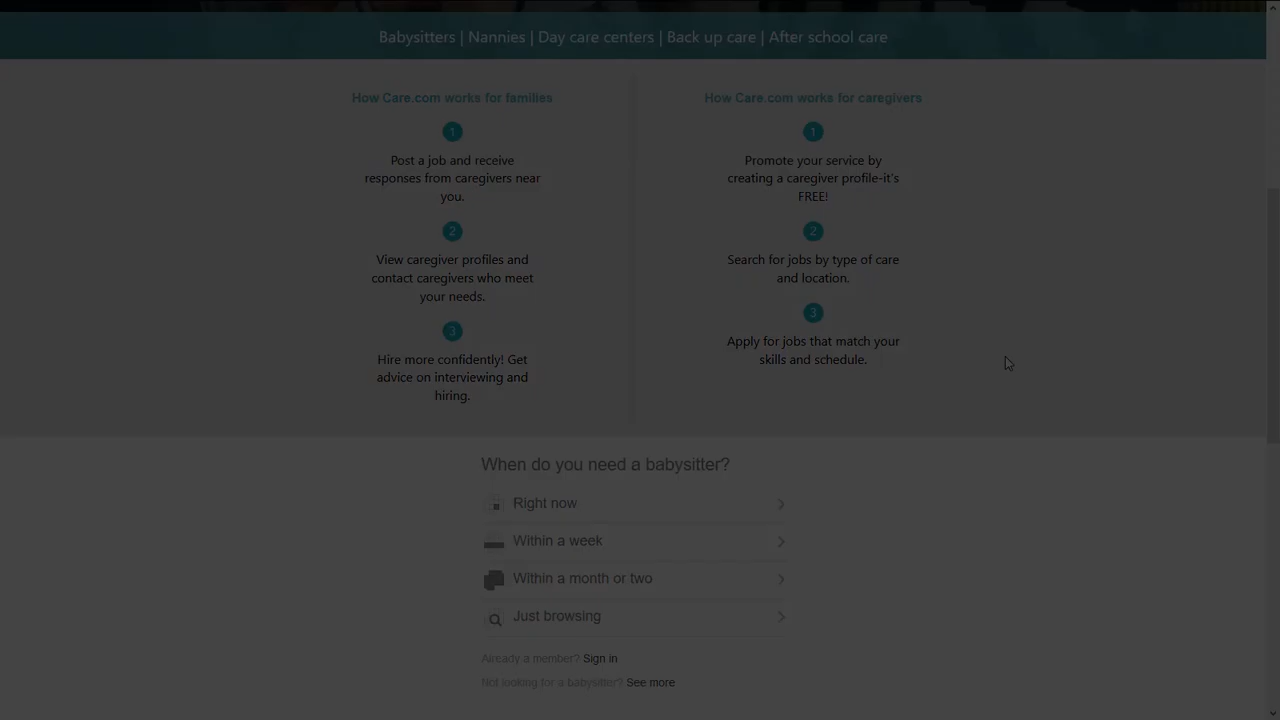 Babysitters | Nannies | Day care centers | Back up care | After school care
How Care.com works for families
1
Post a job and receive
responses from caregivers near
you.
2
View caregiver profiles and
contact caregivers who meet
your needs.
3
Hire more confidently! Get
advice on interviewing and
hiring.
How Care.com works for caregivers
1
Promote your service by
creating a caregiver profile-it's
FREE!
2
Search for jobs by type of care
and location.
3
Apply for jobs that match your
skills and schedule.
When do you need a babysitter?
Right now
Within a week
Within a month or two
Just browsing
Already a member? Sign in
Not looking for a babysitter? See more